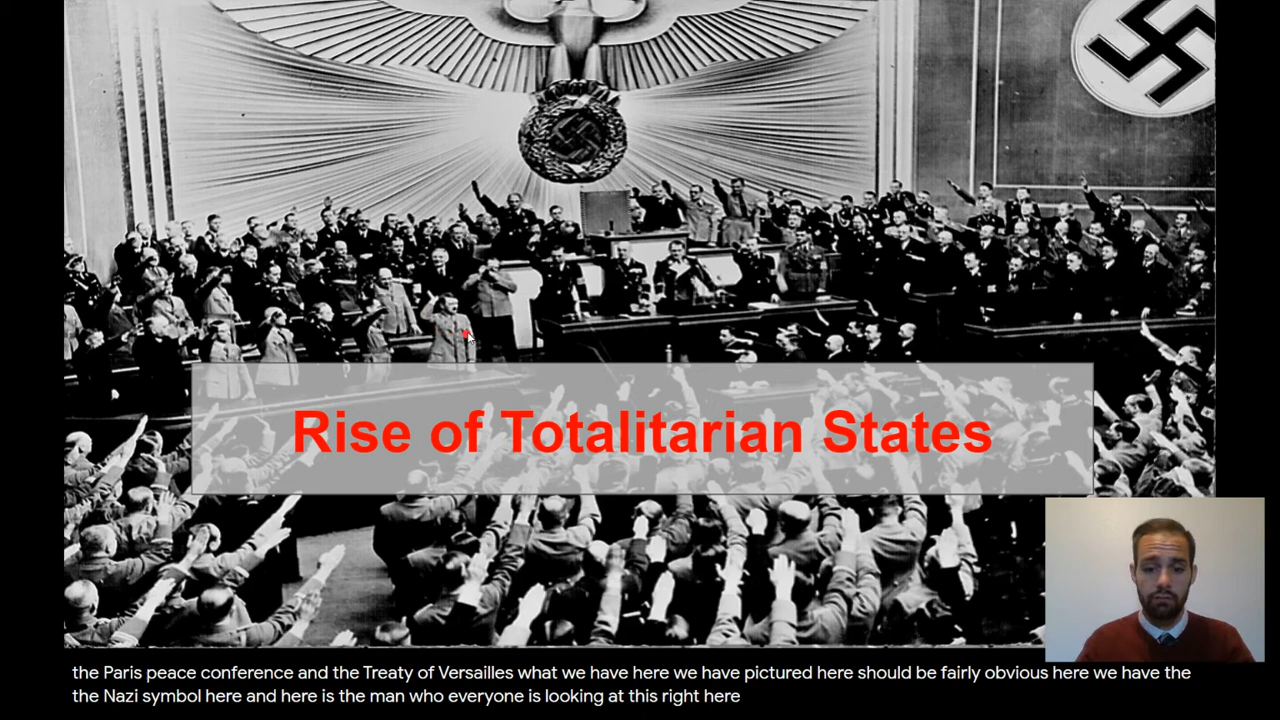 Rise of Totalitarian States
the Paris peace conference and the Treaty of Versailles what we have here we have pictured here should be fairly obvious here we have the
the Nazi symbol here and here is the man who everyone is looking at this right here